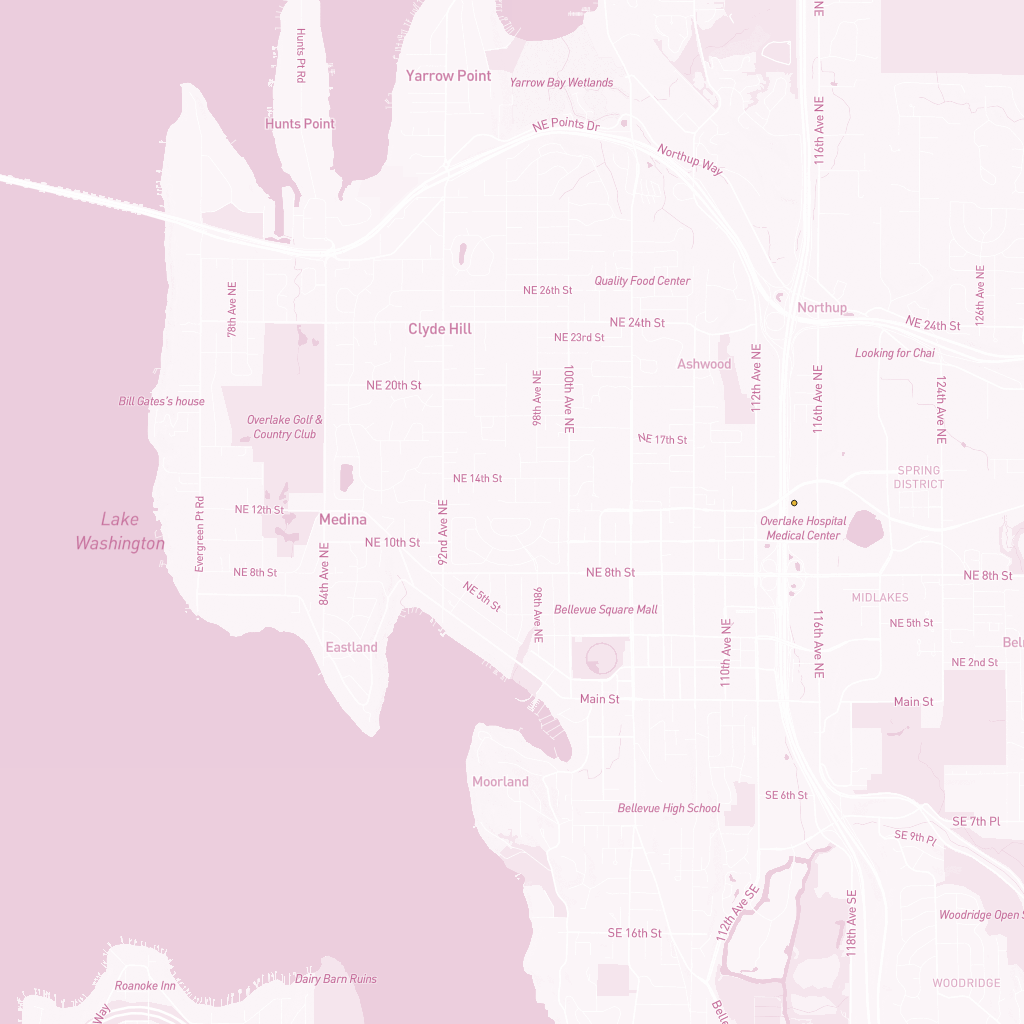 NE
Hunts Pt Rd
Yarrow Point
Yarrow Bay Wetlands
Hunts Point
NE Points Dr
116th Ave NE
Northup Way
78th Ave NE
NE 26th St
Quality Food Center
126th Ave NE
Northup
Clyde Hill
NE 24th St
NE 24th St
NE 23rd St
Looking for Chai
Ashwood
112th Ave NE
NE 20th St
98th Ave NE
100th Ave NE
116th Ave NE
124th Ave NE
Bill Gates's house
Overlake Golf &
Country Club
NE 17th St
NE 14th St
SPRING
DISTRICT
Evergreen Pt Rd
NE 12th St
Medina
92nd Ave NE
Lake
Washington
Overlake Hospital
Medical Center
NE 10th St
84th Ave NE
NE 8th St
NE 8th St
NE 8th St
NE 5th St
98th Ave NE
Bellevue Square Mall
MIDLAKES
110th Ave NE
116th Ave NE
NE 5th St
Eastland
NE 2nd St
Main St
Main St
Moorland
SE 6th St
Bellevue High School
SE 7th Pl
SE 9th Pl
112th Ave SE
118th Ave SE
Woodridge Open S
SE 16th St
Dairy Barn Ruins
Roanoke Inn
WOODRIDGE
Way
Belle